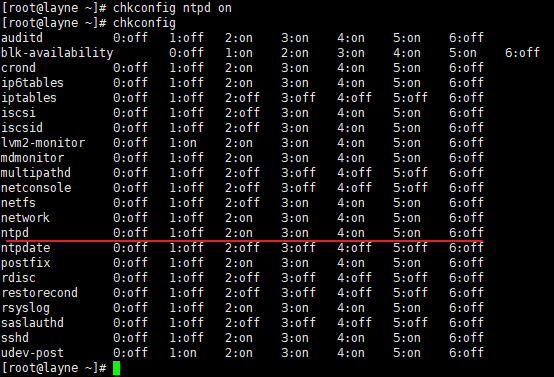 [root@layne ~]# chkconfig ntpd on
[root@layne ~]# chkconfig
auditd 0:off 1:off 2:on 3:on 4:on 5:on 6:off
blk-availability 0:off 1:on 2:on 3:on 4:on 5:on 6:off
crond 0:off 1:off 2:on 3:on 4:on 5:on 6:off
ip6tables 0:off 1:off 2:on 3:on 4:on 5:on 6:off
iptables 0:off 1:off 2:off 3:off 4:off 5:off 6:off
iscsi 0:off 1:off 2:off 3:on 4:on 5:on 6:off
iscsid 0:off 1:off 2:off 3:on 4:on 5:on 6:off
lvm2-monitor 0:off 1:on 2:on 3:on 4:on 5:on 6:off
mdmonitor 0:off 1:off 2:on 3:on 4:on 5:on 6:off
multipathd 0:off 1:off 2:off 3:off 4:off 5:off 6:off
netconsole 0:off 1:off 2:off 3:off 4:off 5:off 6:off
netfs 0:off 1:off 2:off 3:on 4:on 5:on 6:off
network 0:off 1:off 2:on 3:on 4:on 5:on 6:off
ntpd 0:off 1:off 2:on 3:on 4:on 5:on 6:off
ntpdate 0:off 1:off 2:off 3:off 4:off 5:off 6:off
postfix 0:off 1:off 2:on 3:on 4:on 5:on 6:off
rdisc 0:off 1:off 2:off 3:off 4:off 5:off 6:off
restorecond 0:off 1:off 2:off 3:off 4:off 5:off 6:off
rsyslog 0:off 1:off 2:on 3:on 4:on 5:on 6:off
saslauthd 0:off 1:off 2:off 3:off 4:off 5:off 6:off
sshd 0:off 1:off 2:on 3:on 4:on 5:on 6:off
udev-post 0:off 1:on 2:on 3:on 4:on 5:on 6:off
[root@layne ~]#